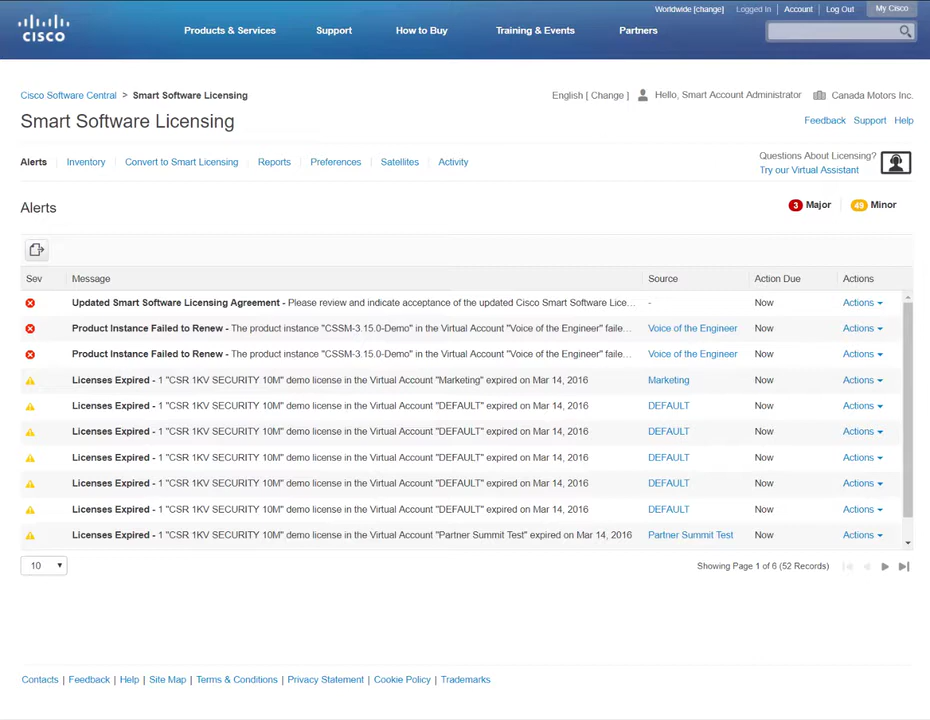 Worldwide [change] Logged In Account Log Out My Cisco
CISCO Products & Services Support How to Buy Training & Events Partners
Cisco Software Central > Smart Software Licensing English [ Change ] Hello, Smart Account Administrator Canada Motors Inc.
Smart Software Licensing Feedback Support Help
Alerts Inventory Convert to Smart Licensing Reports Preferences Satellites Activity
Questions About Licensing?
Try our Virtual Assistant
Alerts 3 Major 49 Minor
Sev Message Source Action Due Actions
Updated Smart Software Licensing Agreement - Please review and indicate acceptance of the updated Cisco Smart Software Lice... - Now Actions
Product Instance Failed to Renew - The product instance "CSSM-3.15.0-Demo" in the Virtual Account "Voice of the Engineer" faile... Voice of the Engineer Now Actions
Product Instance Failed to Renew - The product instance "CSSM-3.15.0-Demo" in the Virtual Account "Voice of the Engineer" faile... Voice of the Engineer Now Actions
Licenses Expired - 1 "CSR 1KV SECURITY 10M" demo license in the Virtual Account "Marketing" expired on Mar 14, 2016 Marketing Now Actions
Licenses Expired - 1 "CSR 1KV SECURITY 10M" demo license in the Virtual Account "DEFAULT" expired on Mar 14, 2016 DEFAULT Now Actions
Licenses Expired - 1 "CSR 1KV SECURITY 10M" demo license in the Virtual Account "DEFAULT" expired on Mar 14, 2016 DEFAULT Now Actions
Licenses Expired - 1 "CSR 1KV SECURITY 10M" demo license in the Virtual Account "DEFAULT" expired on Mar 14, 2016 DEFAULT Now Actions
Licenses Expired - 1 "CSR 1KV SECURITY 10M" demo license in the Virtual Account "DEFAULT" expired on Mar 14, 2016 DEFAULT Now Actions
Licenses Expired - 1 "CSR 1KV SECURITY 10M" demo license in the Virtual Account "DEFAULT" expired on Mar 14, 2016 DEFAULT Now Actions
Licenses Expired - 1 "CSR 1KV SECURITY 10M" demo license in the Virtual Account "Partner Summit Test" expired on Mar 14, 2016 Partner Summit Test Now Actions
10 Showing Page 1 of 6 (52 Records)
Contacts | Feedback | Help | Site Map | Terms & Conditions | Privacy Statement | Cookie Policy | Trademarks